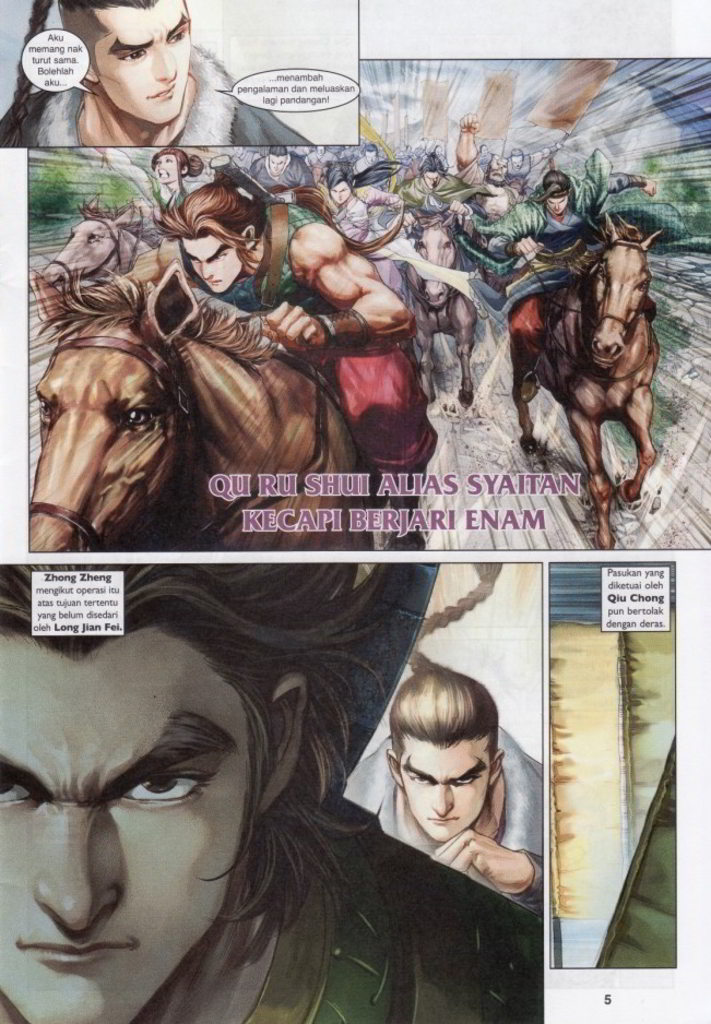 Aku
memang nak
turut sama.
Bolehlah
aku...
...menambah
pengalaman dan meluaskan
lagi pandangan!
QU RU SHUI ALIAS SYAITAN
KECAPI BERJARI ENAM
Zhong Zheng
mengikut operasi itu
atas tujuan tertentu
yang belum disedari
oleh Long Jian Fei.
Pasukan yang
diketuai oleh
Qiu Chong
pun bertolak
dengan deras.
5